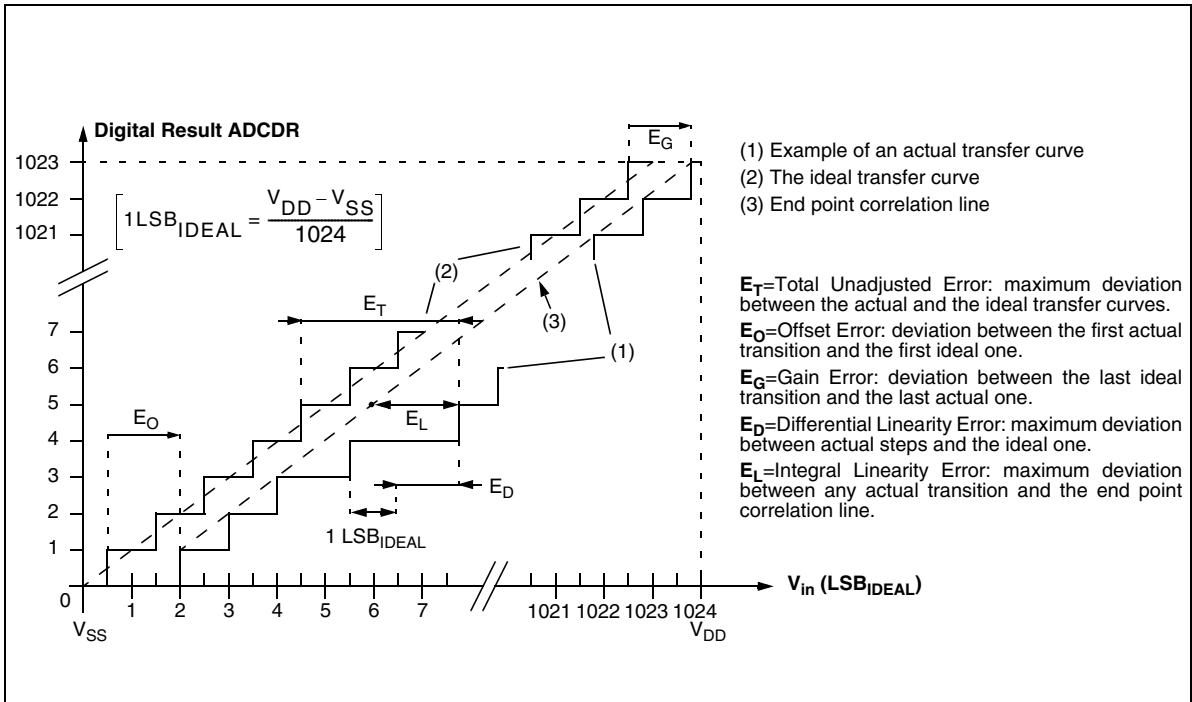 Digital Result ADCDR
1023
1022
1021
1LSB_IDEAL = (V_DD – V_SS) / 1024
7
6
5
4
3
2
1
0
E_O
E_T
E_L
E_D
1 LSB_IDEAL
E_G
(2)
(3)
(1)
1 2 3 4 5 6 7 1021 1022 1023 1024
V_SS
V_DD
V_in (LSB_IDEAL)
(1) Example of an actual transfer curve
(2) The ideal transfer curve
(3) End point correlation line
E_T=Total Unadjusted Error: maximum deviation
between the actual and the ideal transfer curves.
E_O=Offset Error: deviation between the first actual
transition and the first ideal one.
E_G=Gain Error: deviation between the last ideal
transition and the last actual one.
E_D=Differential Linearity Error: maximum deviation
between actual steps and the ideal one.
E_L=Integral Linearity Error: maximum deviation
between any actual transition and the end point
correlation line.